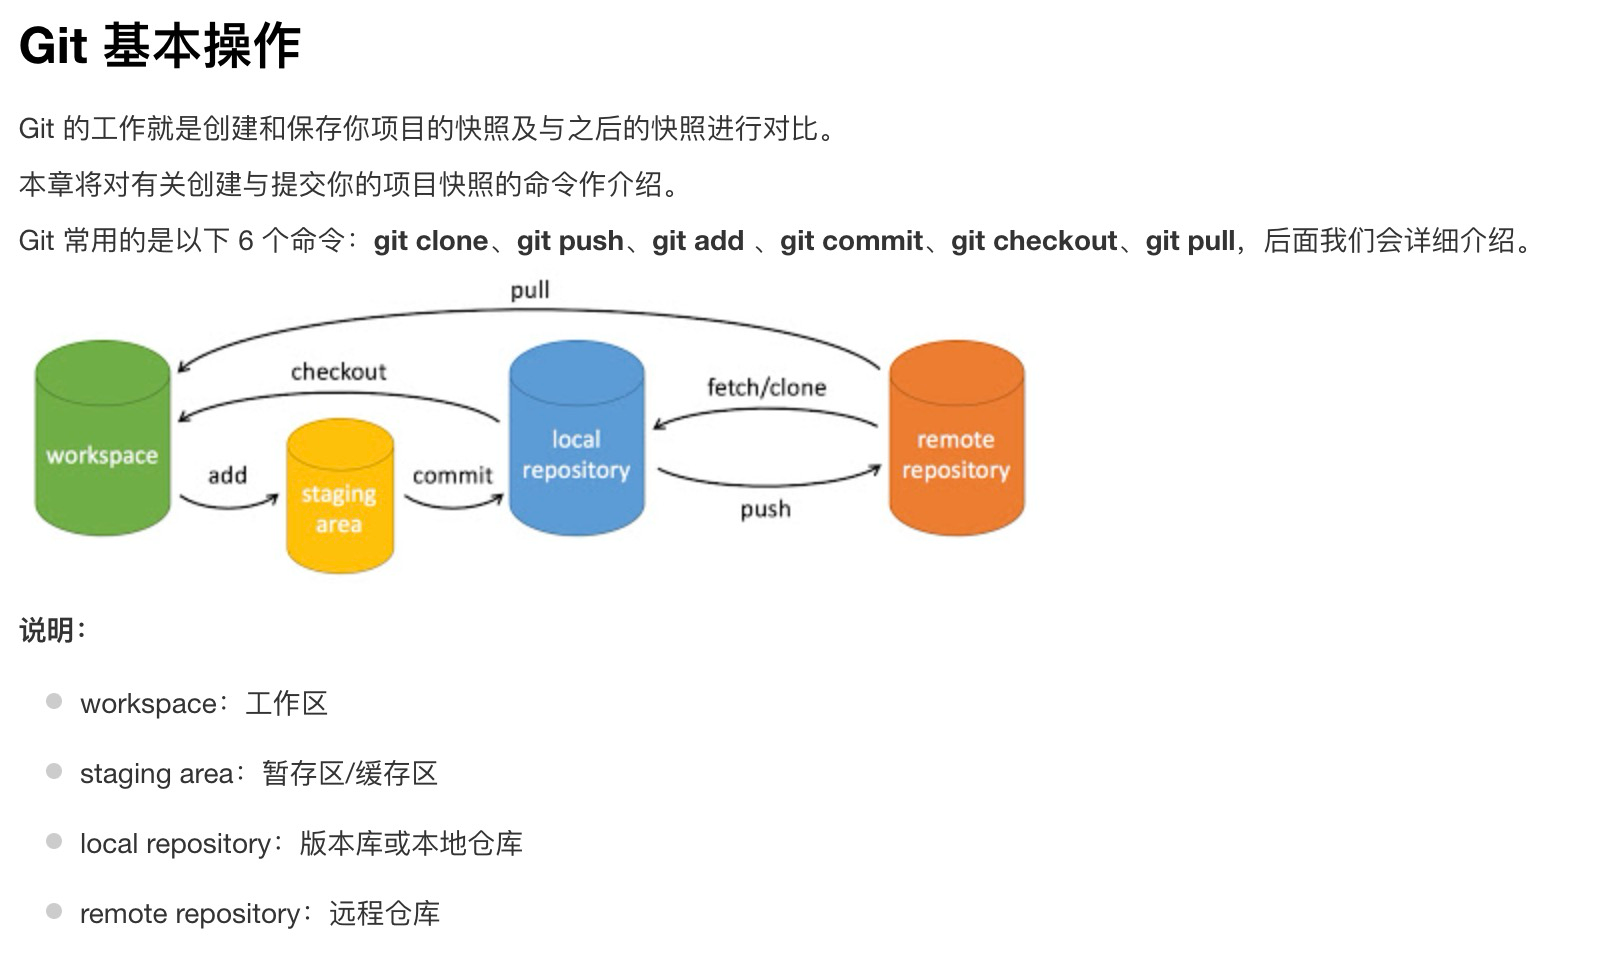 Git 基本操作
Git 的工作就是创建和保存你项目的快照及与之后的快照进行对比。
本章将对有关创建与提交你的项目快照的命令作介绍。
Git 常用的是以下 6 个命令：git clone、git push、git add 、git commit、git checkout、git pull，后面我们会详细介绍。
pull
checkout
fetch/clone
workspace
add
staging
area
commit
local
repository
push
remote
repository
说明：
workspace：工作区
staging area：暂存区/缓存区
local repository：版本库或本地仓库
remote repository：远程仓库